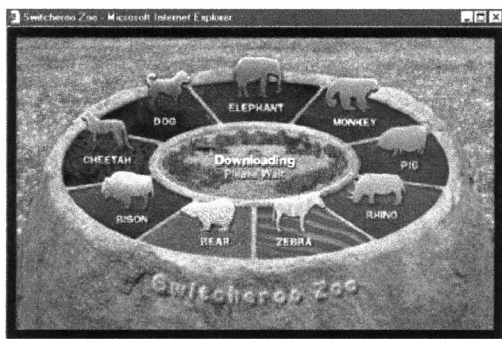 Switcheroo Zoo - Microsoft Internet Explorer
ELEPHANT
DOG
MONKEY
CHEETAH
PIG
Downloading
Please Wait
BISON
RHINO
BEAR
ZEBRA
Switcheroo Zoo